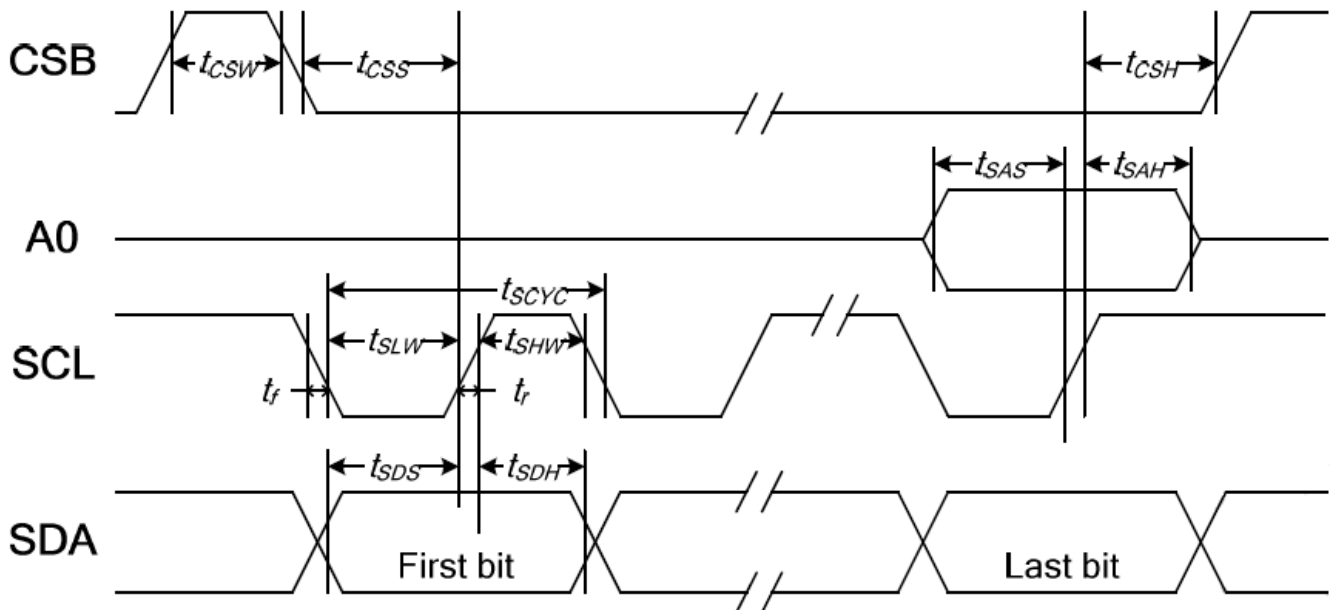 CSB
tCSW
tCSS
tCSH
tSAS
tSAH
A0
tSCYC
tSLW
tSHW
SCL
tf
tr
tSDS
tSDH
SDA
First bit
Last bit